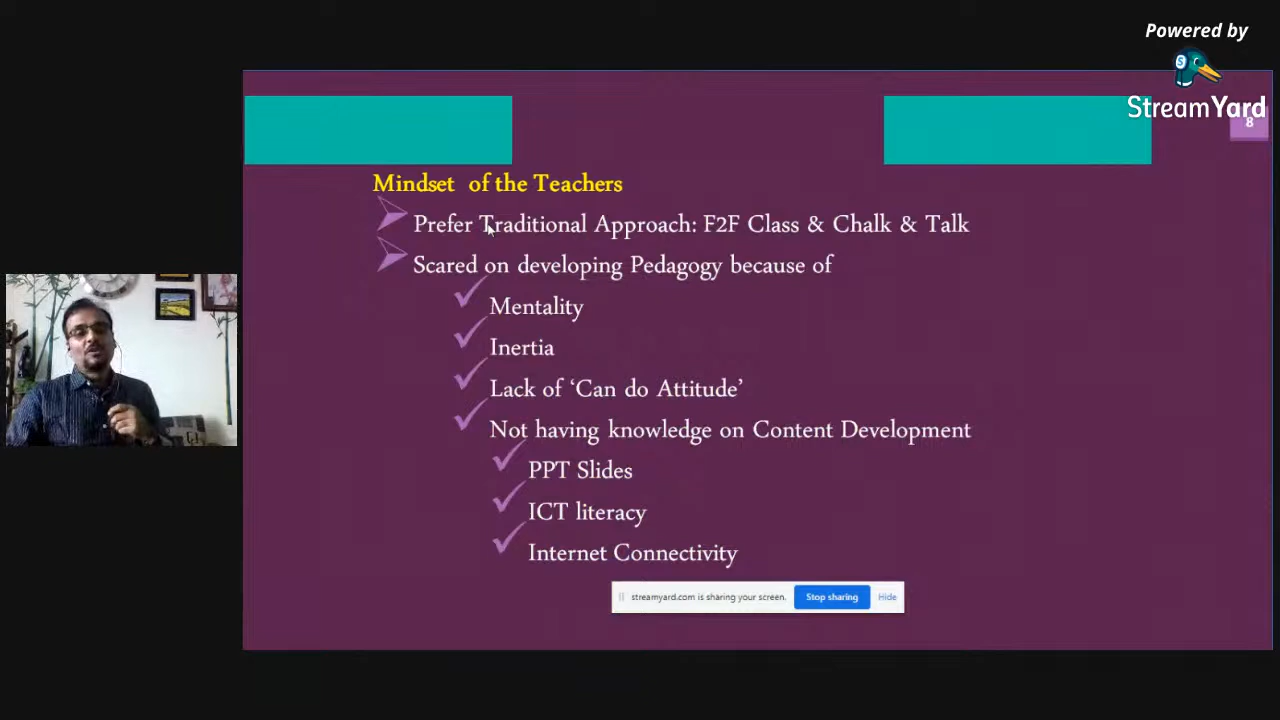 Powered by
StreamYard
8
Mindset of the Teachers
Prefer Traditional Approach: F2F Class & Chalk & Talk
Scared on developing Pedagogy because of
Mentality
Inertia
Lack of ‘Can do Attitude’
Not having knowledge on Content Development
PPT Slides
ICT literacy
Internet Connectivity
streamyard.com is sharing your screen. Stop sharing Hide